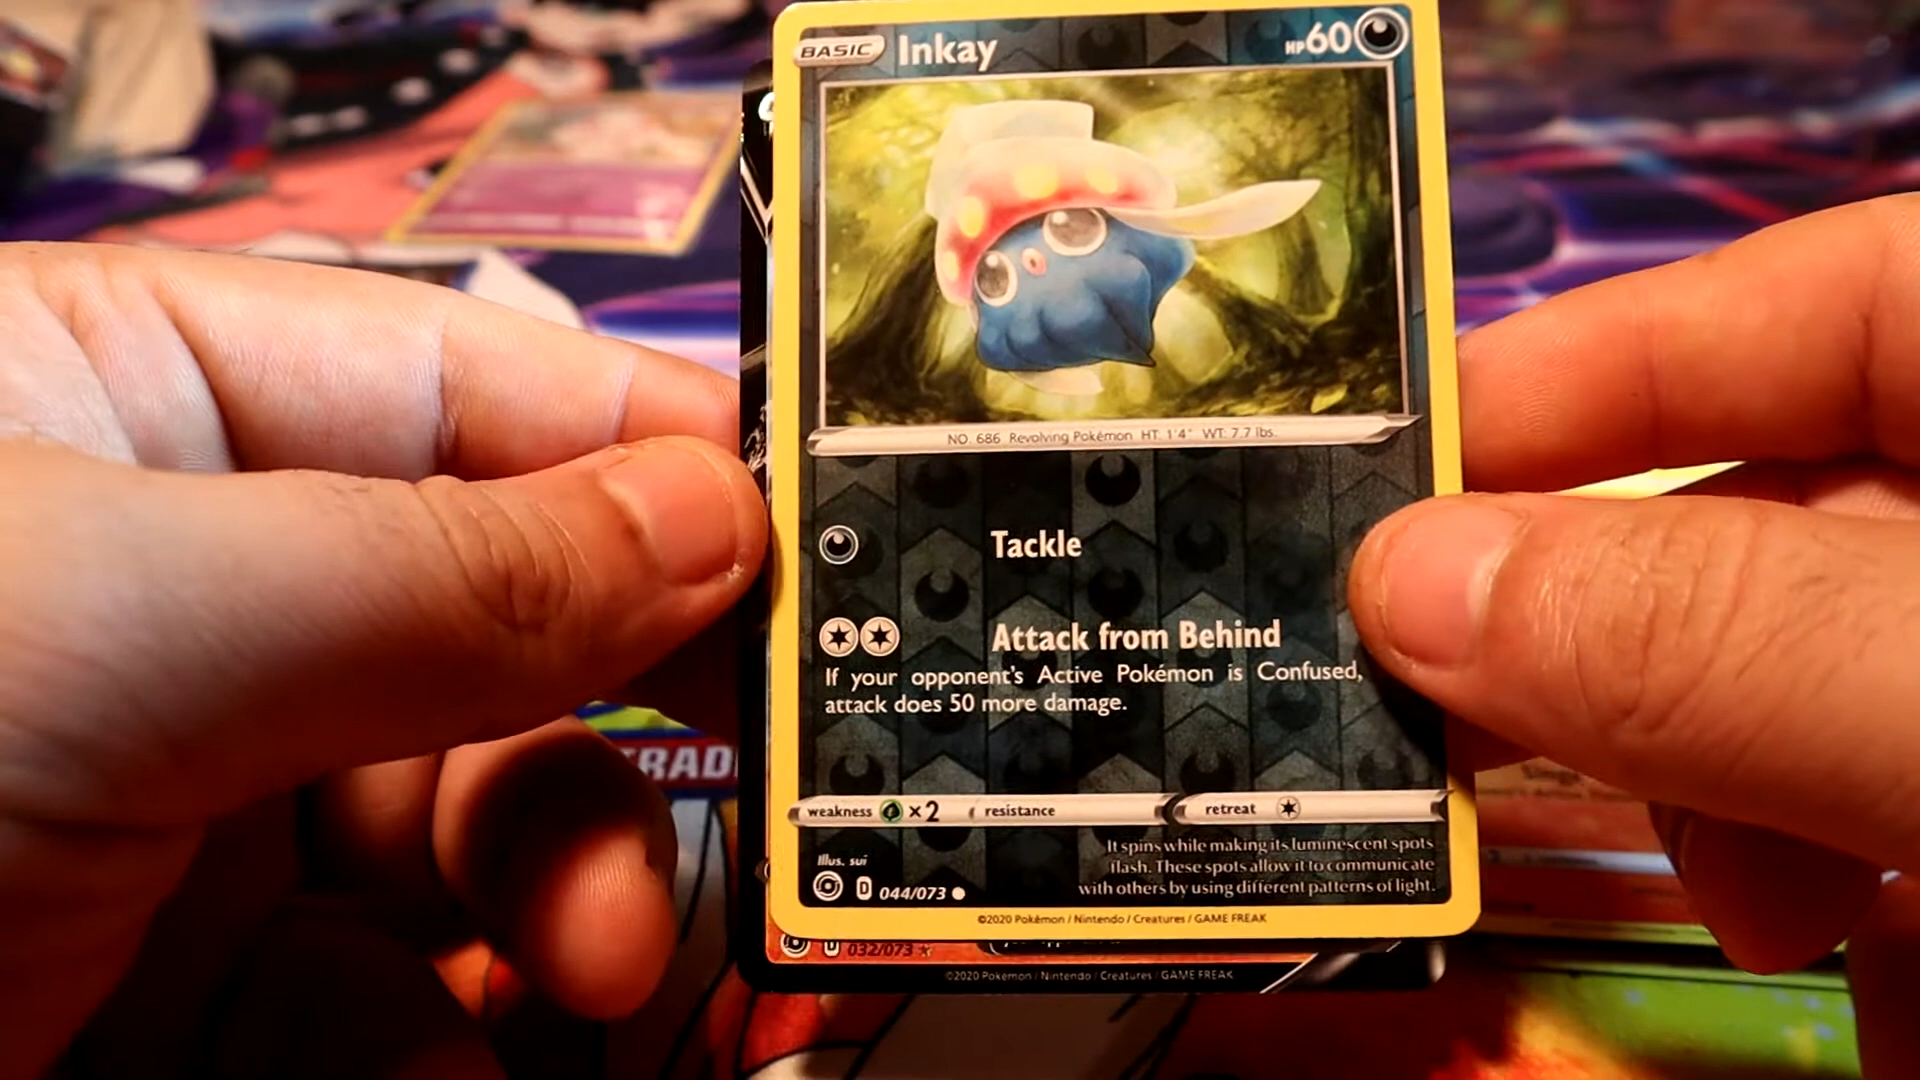 BASIC Inkay HP 60
NO. 686 Revolving Pokémon HT: 1'4" WT: 7.7 lbs.
Tackle
Attack from Behind
If your opponent's Active Pokémon is Confused,
attack does 50 more damage.
weakness ×2 resistance retreat
It spins while making its luminescent spots
flash. These spots allow it to communicate
with others by using different patterns of light.
Illus. sui
D 044/073
©2020 Pokémon / Nintendo / Creatures / GAME FREAK
D 032/073
©2020 Pokémon / Nintendo / Creatures / GAME FREAK
TRAD